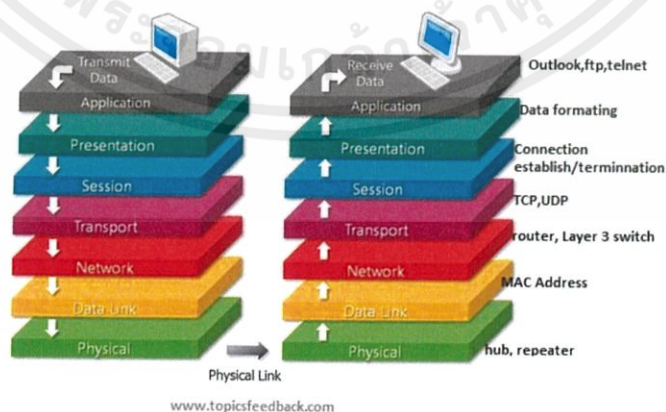 Transmit
Data
Application
Presentation
Session
Transport
Network
Data Link
Physical
Receive
Data
Application
Presentation
Session
Transport
Network
Data Link
Physical
Outlook,ftp,telnet
Data formating
Connection
establish/terminnation
TCP,UDP
router, Layer 3 switch
MAC Address
hub, repeater
Physical Link
www.topicsfeedback.com